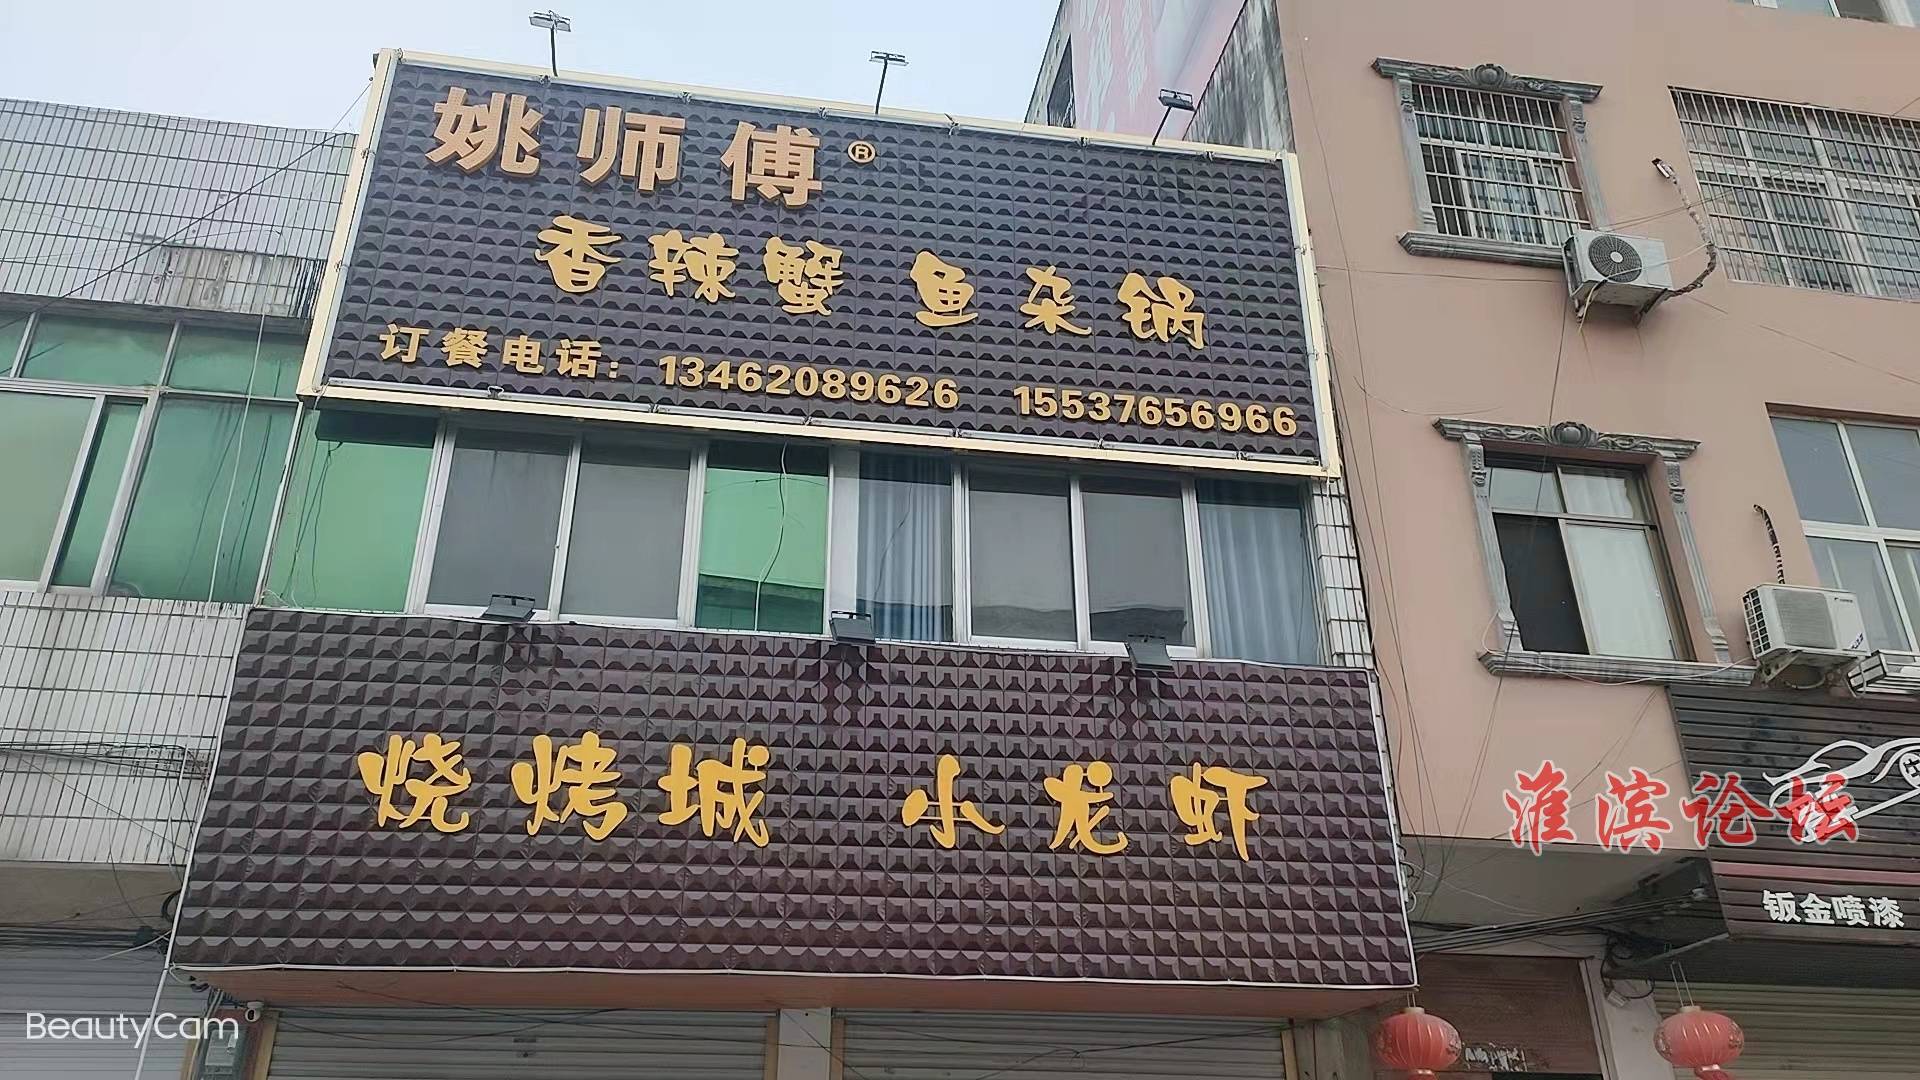 姚师傅®
香辣蟹 鱼杂锅
订餐电话：13462089626 15537656966
烧烤城 小龙虾
淮滨论坛
钣金喷漆
BeautyCam